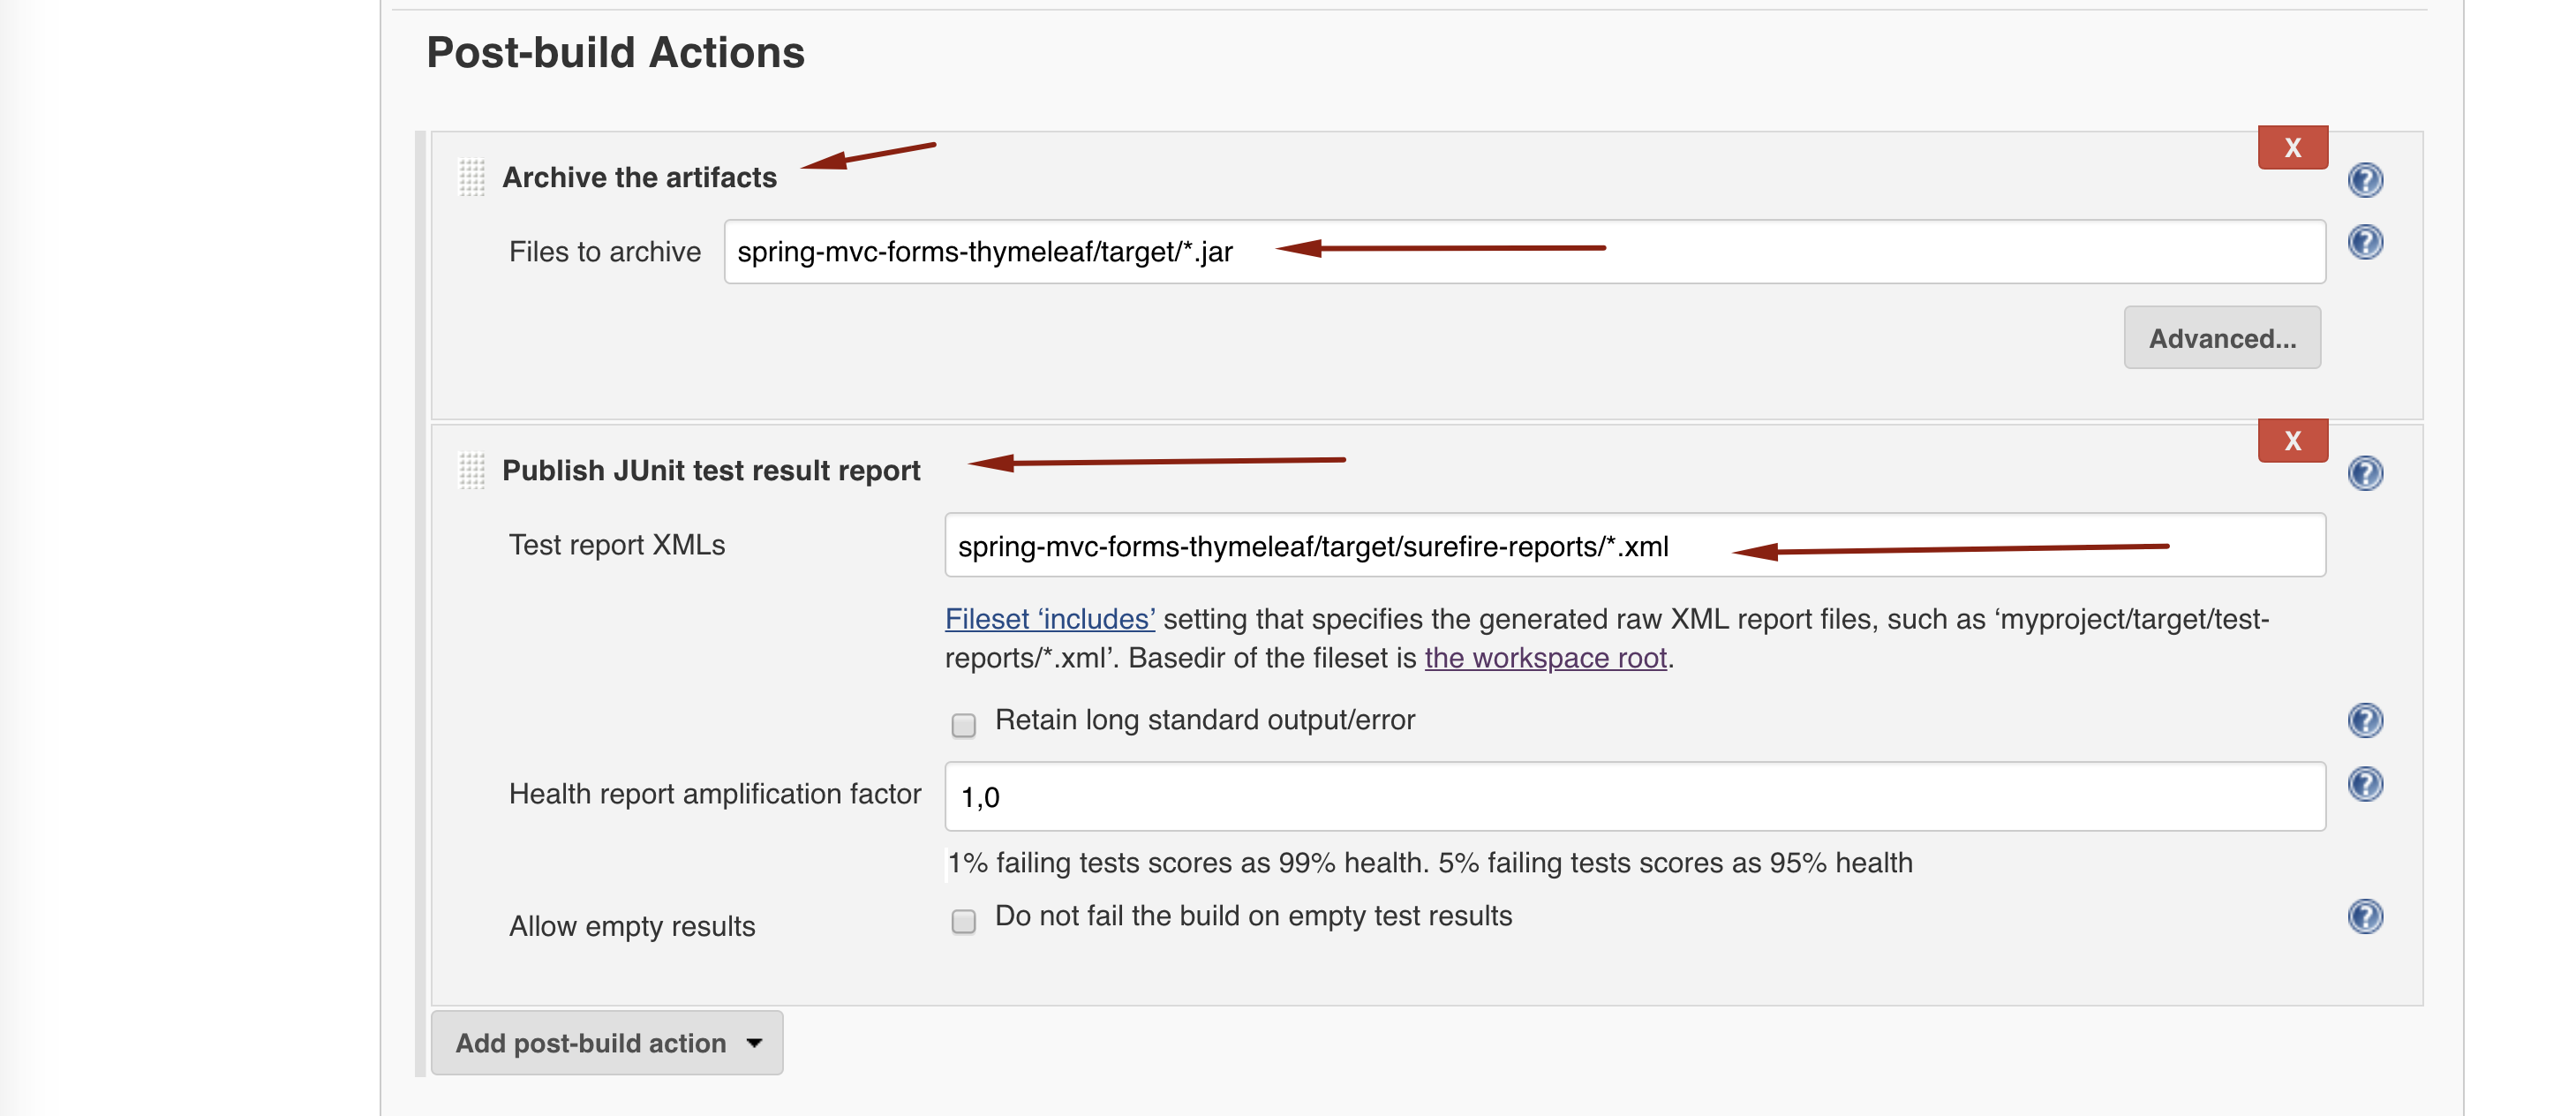 Post-build Actions
X
Archive the artifacts
?
Files to archive
spring-mvc-forms-thymeleaf/target/*.jar
?
Advanced...
X
Publish JUnit test result report
?
Test report XMLs
spring-mvc-forms-thymeleaf/target/surefire-reports/*.xml
Fileset ‘includes’ setting that specifies the generated raw XML report files, such as ‘myproject/target/test-
reports/*.xml’. Basedir of the fileset is the workspace root.
Retain long standard output/error
?
Health report amplification factor
1,0
?
1% failing tests scores as 99% health. 5% failing tests scores as 95% health
Allow empty results
Do not fail the build on empty test results
?
Add post-build action